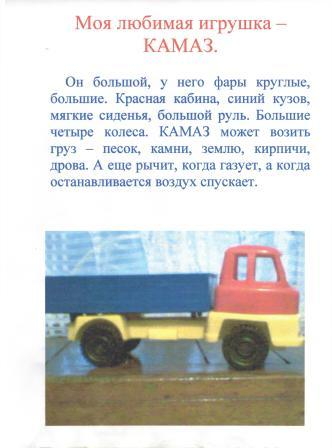 Моя любимая игрушка –
КАМАЗ.
Он большой, у него фары круглые,
большие. Красная кабина, синий кузов,
мягкие сиденья, большой руль. Большие
четыре колеса. КАМАЗ может возить
груз – песок, камни, землю, кирпичи,
дрова. А еще рычит, когда газует, а когда
останавливается воздух спускает.